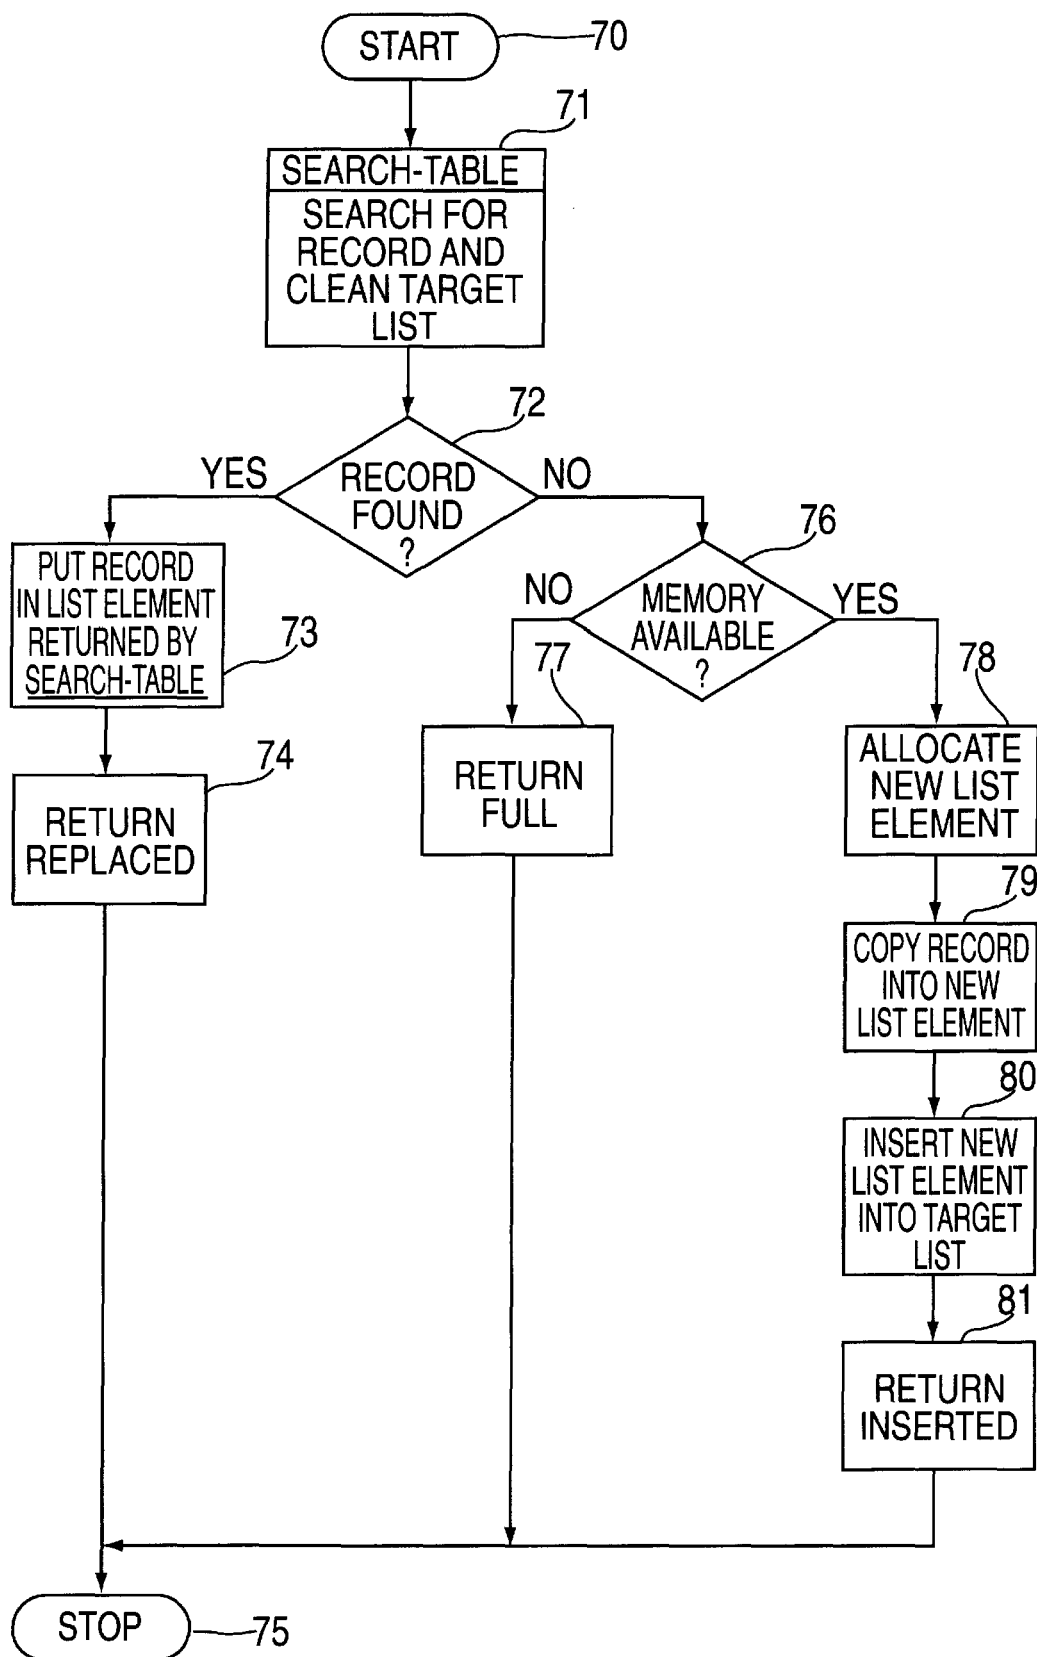 START
70
71
SEARCH-TABLE
SEARCH FOR
RECORD AND
CLEAN TARGET
LIST
72
YES
RECORD
FOUND
?
NO
76
PUT RECORD
IN LIST ELEMENT
RETURNED BY
SEARCH-TABLE
73
NO
MEMORY
AVAILABLE
?
YES
74
RETURN
REPLACED
77
RETURN
FULL
78
ALLOCATE
NEW LIST
ELEMENT
79
COPY RECORD
INTO NEW
LIST ELEMENT
80
INSERT NEW
LIST ELEMENT
INTO TARGET
LIST
81
RETURN
INSERTED
STOP
75